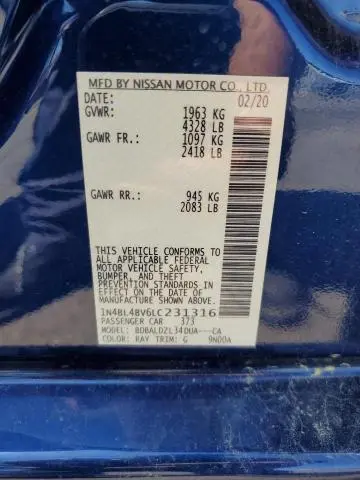 MFD BY NISSAN MOTOR CO., LTD.
DATE: 02/20
GVWR: 1963 KG
4328 LB
GAWR FR: 1097 KG
2418 LB
GAWR RR: 945 KG
2083 LB
THIS VEHICLE CONFORMS TO
ALL APPLICABLE FEDERAL
MOTOR VEHICLE SAFETY,
BUMPER, AND THEFT
PREVENTION STANDARDS IN
EFFECT ON THE DATE OF
MANUFACTURE SHOWN ABOVE.
1N4BL4BV6LC231316
PASSENGER CAR 373
MODEL: BDBALDZL34DUA---CA
COLOR: RAY TRIM: G 9N00A